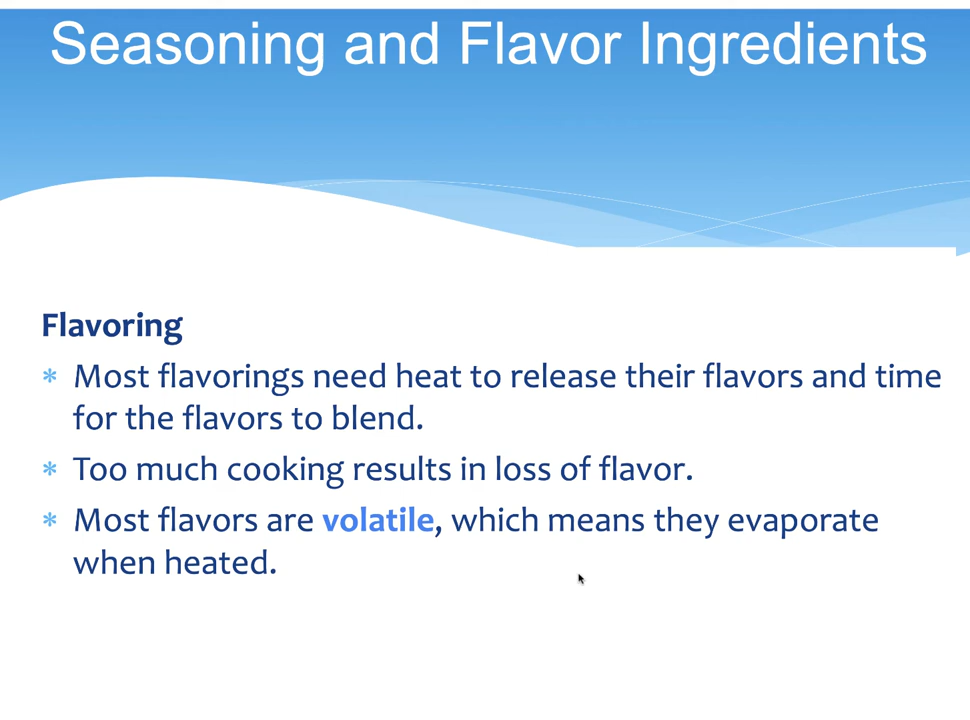 Seasoning and Flavor Ingredients
Flavoring
* Most flavorings need heat to release their flavors and time
for the flavors to blend.
* Too much cooking results in loss of flavor.
* Most flavors are volatile, which means they evaporate
when heated.